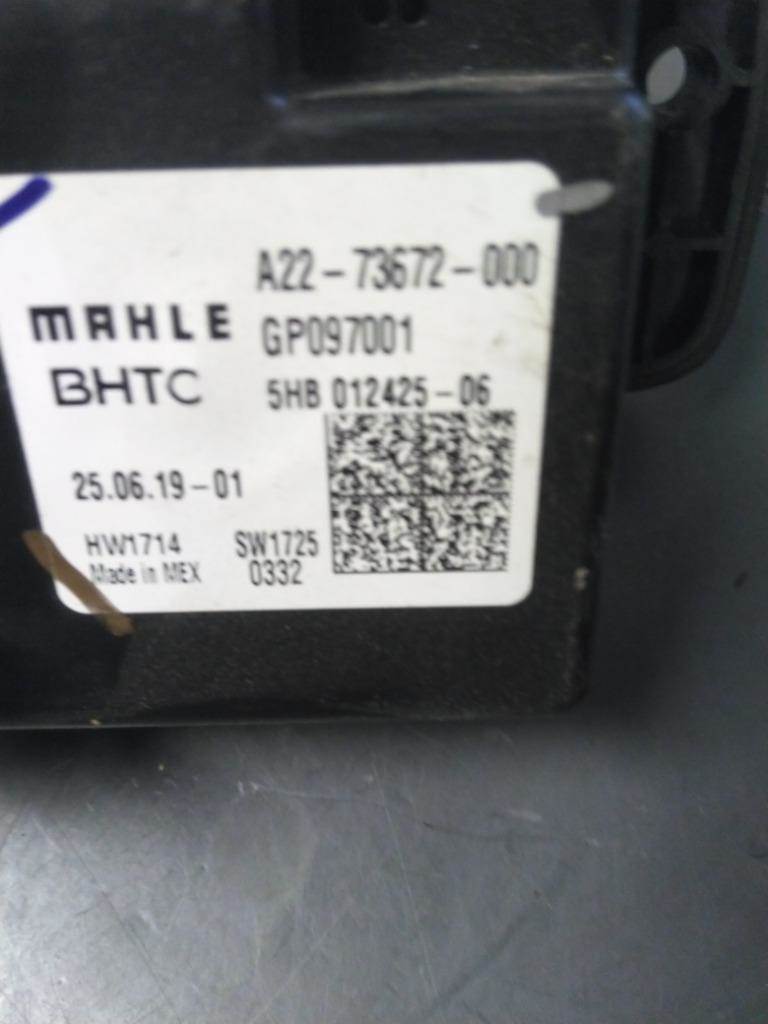 A22-73672-000
MAHLE GP097001
BHTC 5HB 012425-06
25.06.19-01
HW1714 SW1725
Made in MEX 0332